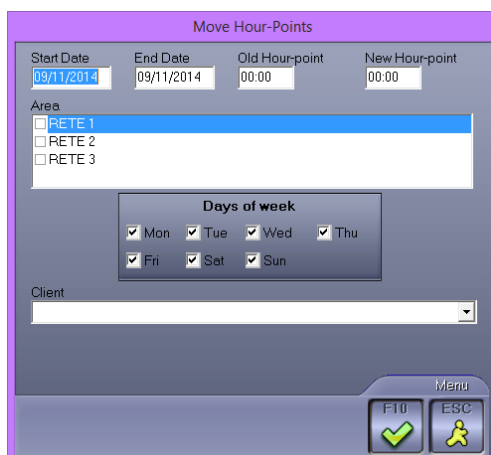 Move Hour-Points
Start Date End Date Old Hour-point New Hour-point
09/11/2014 09/11/2014 00:00 00:00
Area
RETE 1
RETE 2
RETE 3
Days of week
Mon Tue Wed Thu
Fri Sat Sun
Client
Menu
F10 ESC